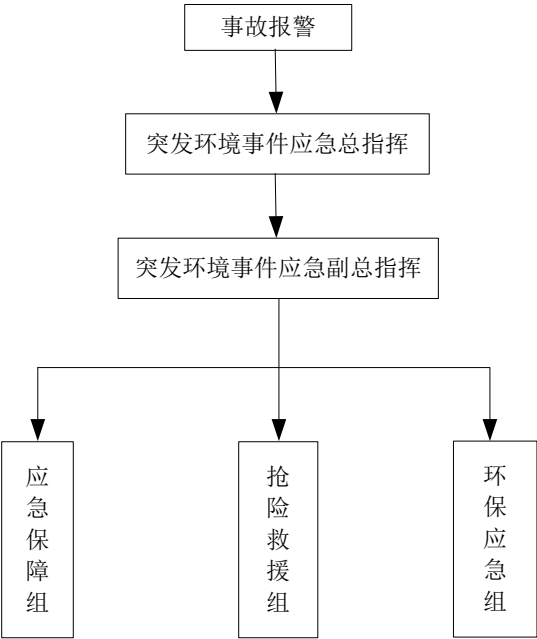 事故报警
突发环境事件应急总指挥
突发环境事件应急副总指挥
应急保障组
抢险救援组
环保应急组